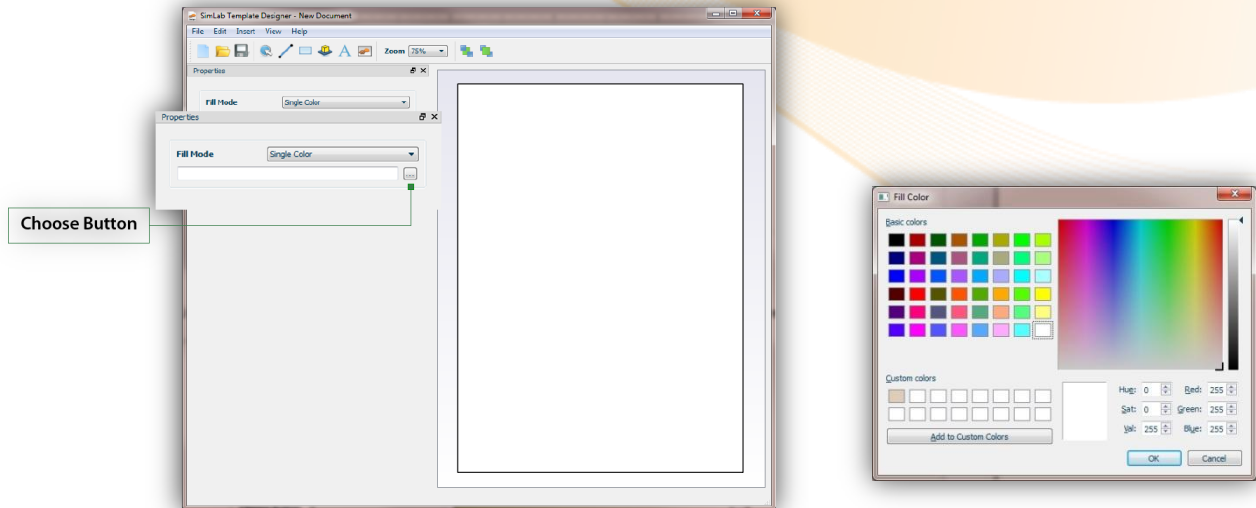 SimLab Template Designer - New Document
File Edit Insert View Help
Zoom 75%
Properties
Fill Mode Single Color
Properties
Fill Mode Single Color
...
Choose Button
Fill Color
Basic colors
Custom colors
Add to Custom Colors
Hue: 0 Red: 255
Sat: 0 Green: 255
Val: 255 Blue: 255
OK Cancel